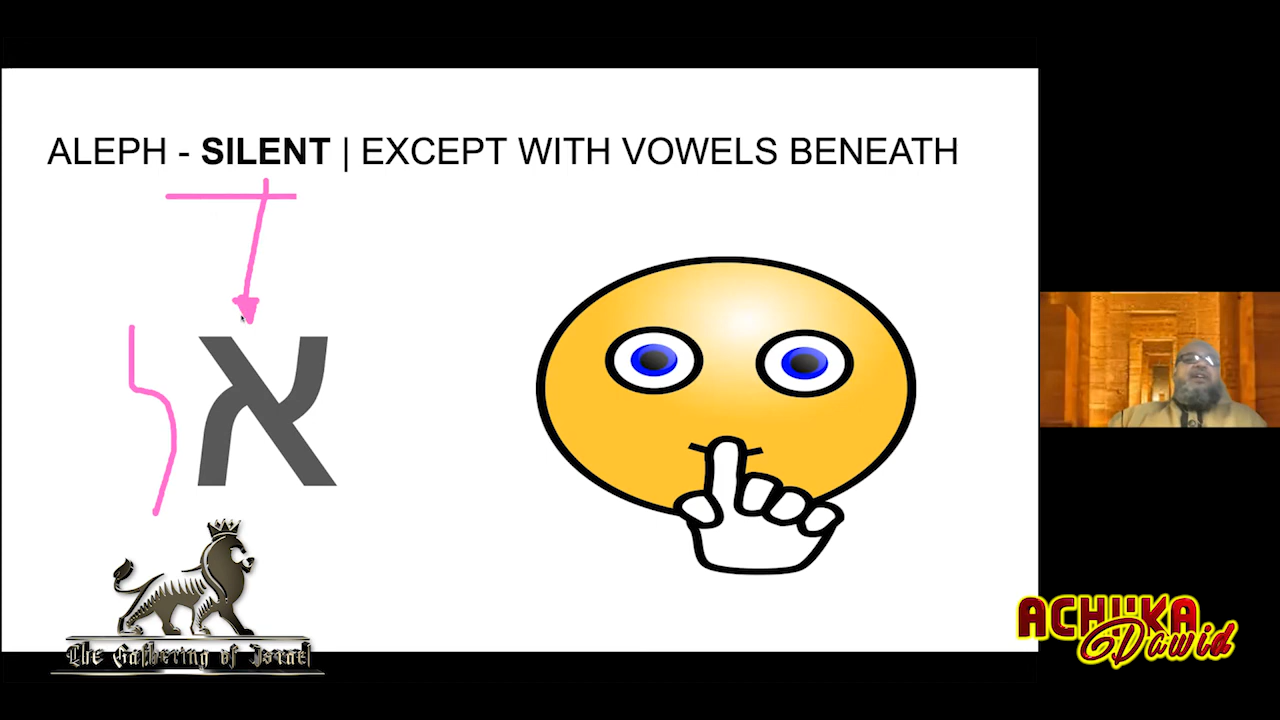 ALEPH - SILENT | EXCEPT WITH VOWELS BENEATH
א
ל
The Gathering of Israel
ACHUKA
Dawid